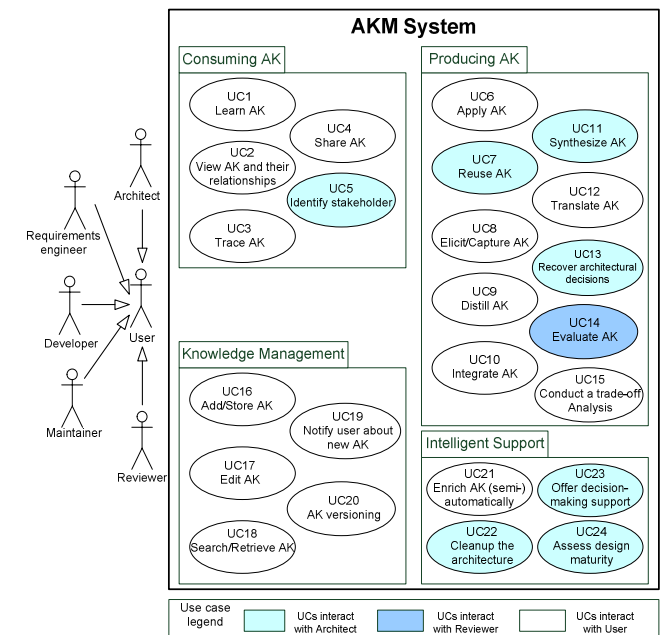 AKM System
Consuming AK
UC1
Learn AK
UC4
Share AK
UC2
View AK and their
relationships
UC5
Identify stakeholder
UC3
Trace AK
Producing AK
UC6
Apply AK
UC11
Synthesize AK
UC7
Reuse AK
UC12
Translate AK
UC8
Elicit/Capture AK
UC13
Recover architectural
decisions
UC9
Distill AK
UC14
Evaluate AK
UC10
Integrate AK
UC15
Conduct a trade-off
Analysis
Architect
Requirements
engineer
Developer
User
Maintainer
Reviewer
Knowledge Management
UC16
Add/Store AK
UC19
Notify user about
new AK
UC17
Edit AK
UC20
AK versioning
UC18
Search/Retrieve AK
Intelligent Support
UC21
Enrich AK (semi-)
automatically
UC23
Offer decision-
making support
UC22
Cleanup the
architecture
UC24
Assess design
maturity
Use case
legend
UCs interact
with Architect
UCs interact
with Reviewer
UCs interact
with User